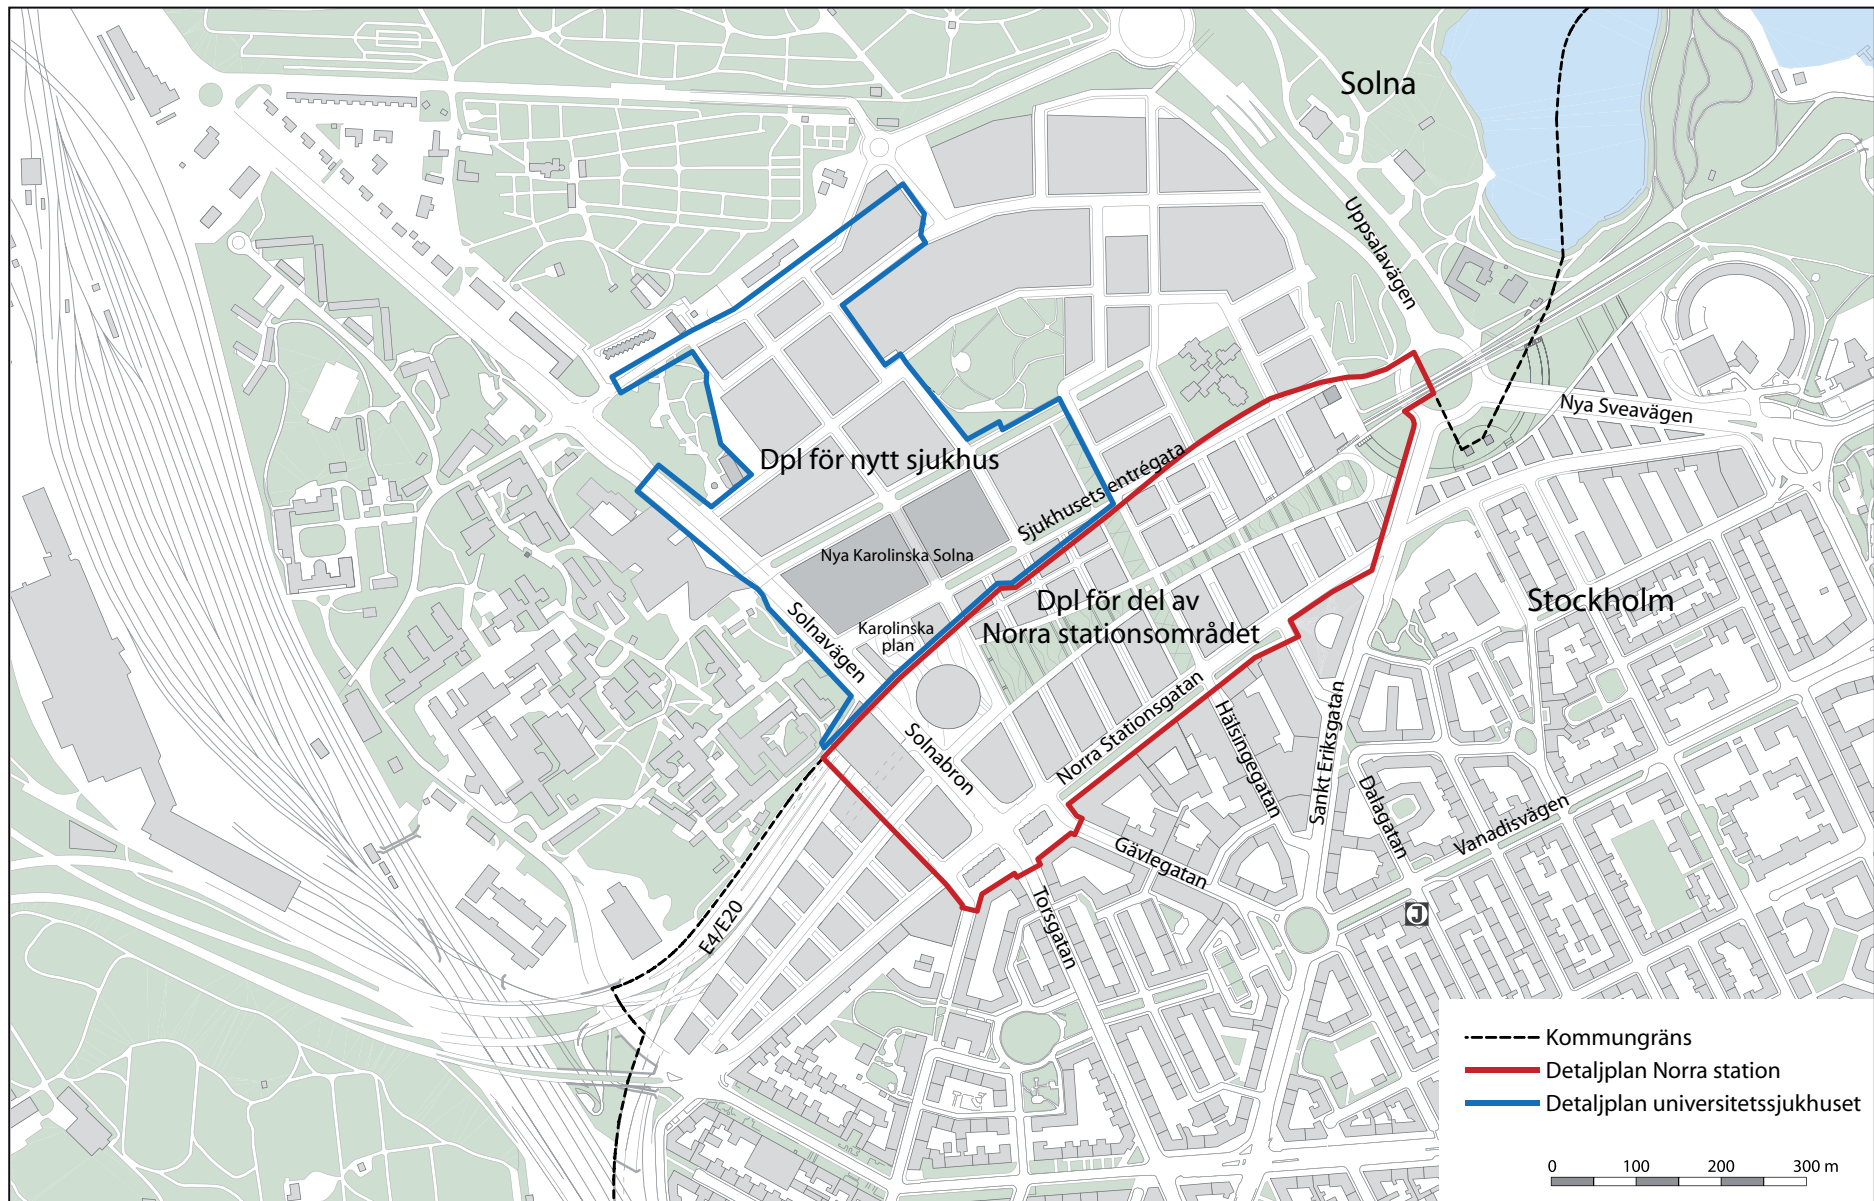 Solna
Uppsalavägen
Nya Sveavägen
Dpl för nytt sjukhus
Sjukhusets entrégata
Nya Karolinska Solna
Dpl för del av
Norra stationsområdet
Stockholm
Karolinska
plan
Solnavägen
Solnabron
Norra Stationsgatan
Hälsingegatan
Sankt Eriksgatan
Dalagatan
Vanadisvägen
Gävlegatan
Torsgatan
E4/E20
J
Kommungräns
Detaljplan Norra station
Detaljplan universitetssjukhuset
0 100 200 300 m